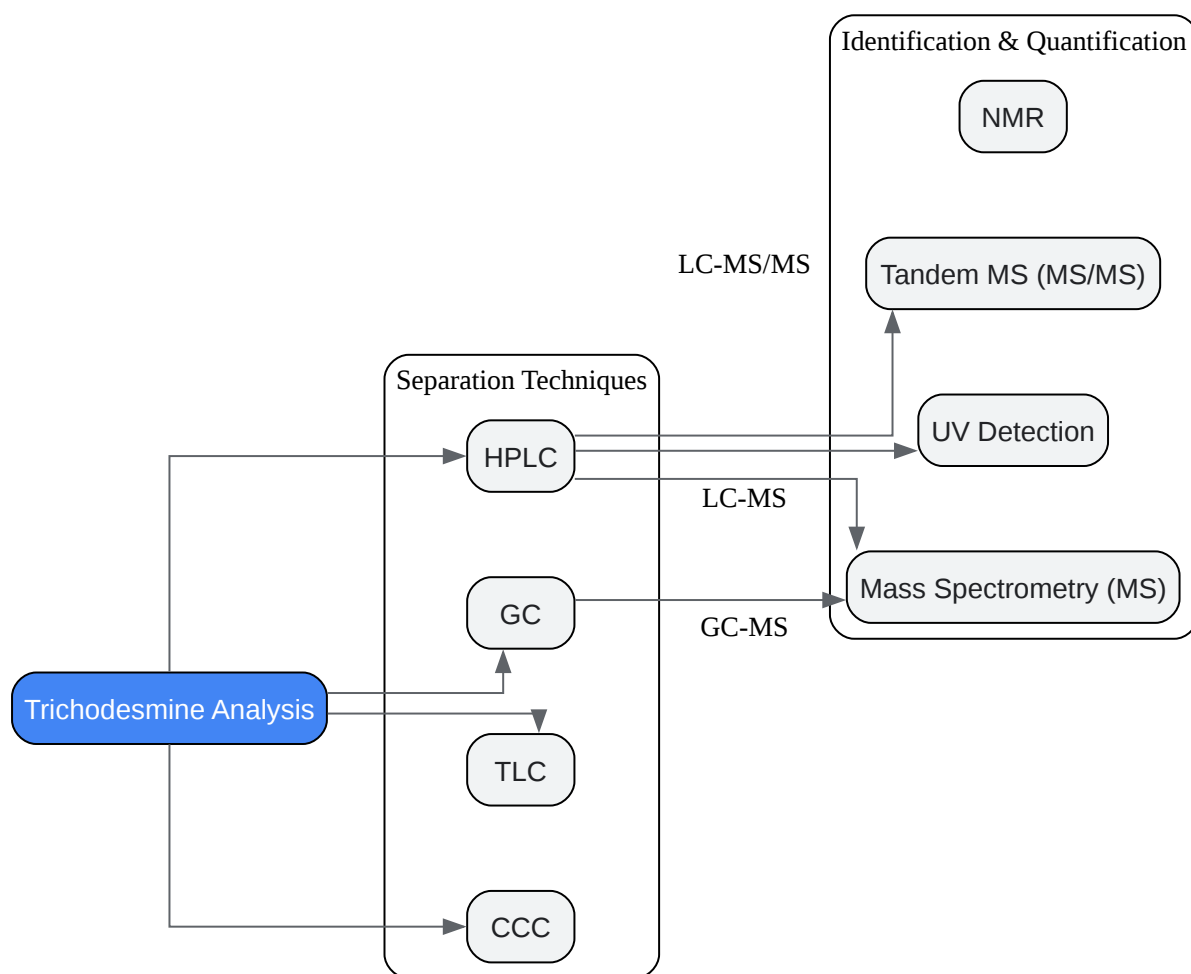 Identification & Quantification
NMR
LC-MS/MS
Tandem MS (MS/MS)
Separation Techniques
UV Detection
HPLC
LC-MS
Mass Spectrometry (MS)
GC
GC-MS
Trichodesmine Analysis
TLC
CCC